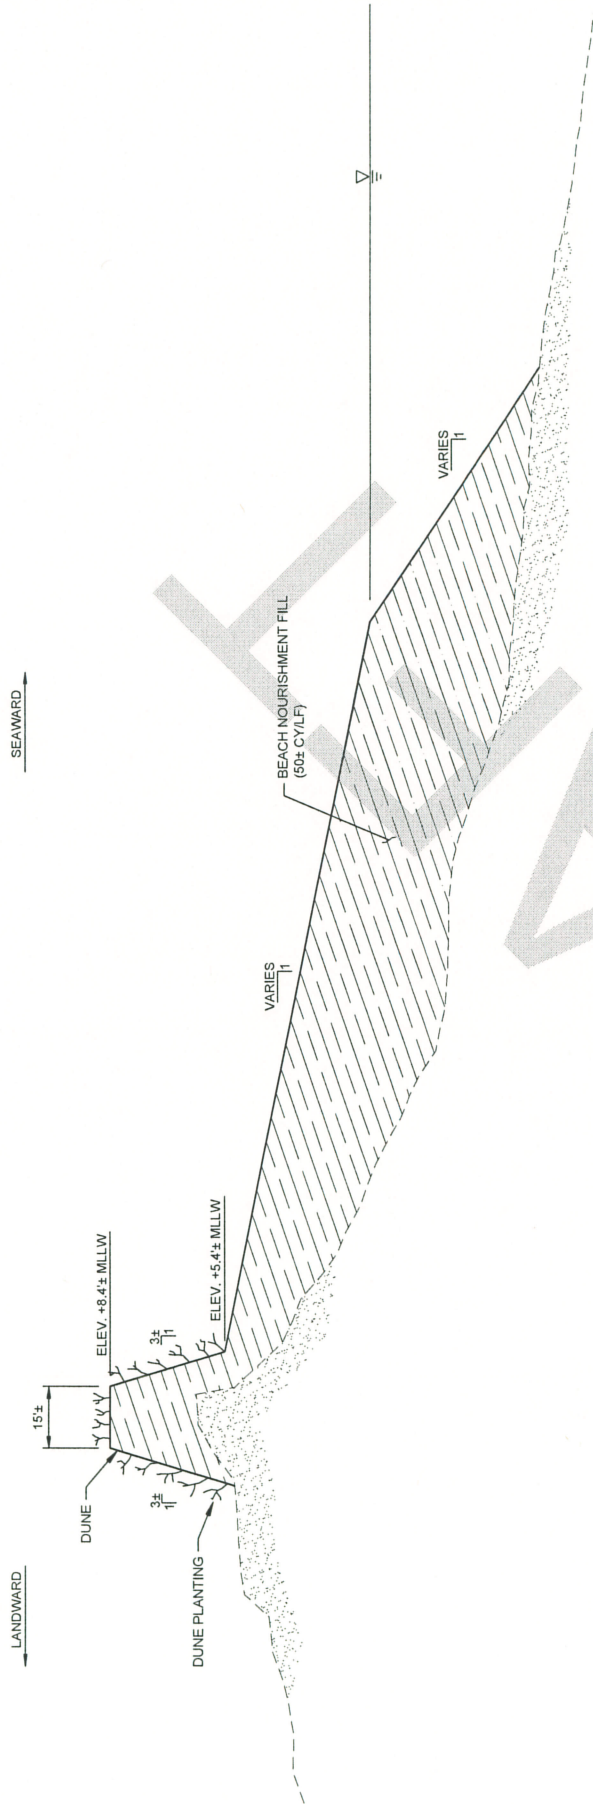 LANDWARD
SEAWARD
15'±
DUNE
ELEV. +8.4'± MLLW
3±
1
3±
1
DUNE PLANTING
ELEV. +5.4'± MLLW
VARIES
1
BEACH NOURISHMENT FILL
(50± CY/LF)
VARIES
1